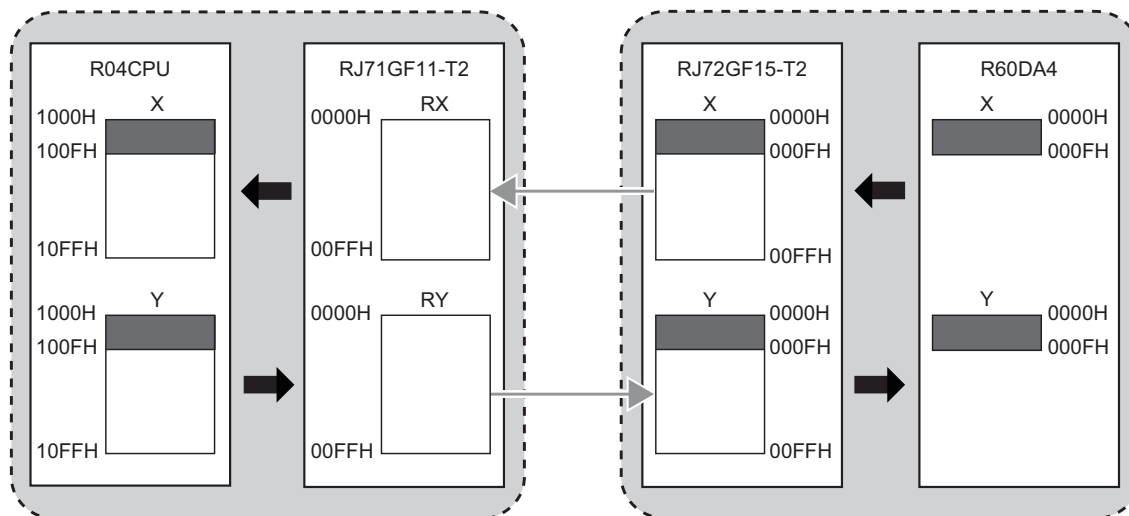 R04CPU
X
1000H
100FH
10FFH
Y
1000H
100FH
10FFH
RJ71GF11-T2
RX
0000H
00FFH
RY
0000H
00FFH
RJ72GF15-T2
X
0000H
000FH
00FFH
Y
0000H
000FH
00FFH
R60DA4
X
0000H
000FH
Y
0000H
000FH